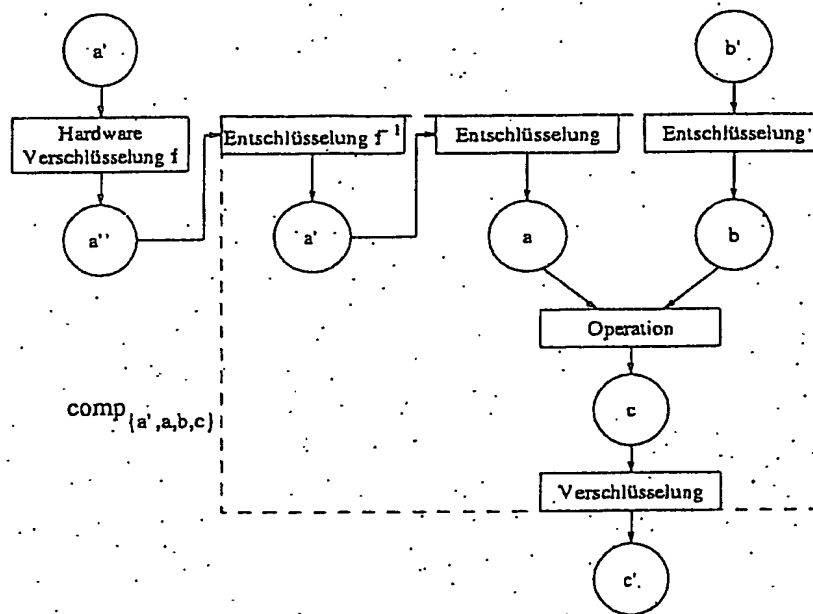 a'
b'
Hardware
Verschlüsselung f
Entschlüsselung f⁻¹
Entschlüsselung
Entschlüsselung
a''
a'
a
b
Operation
comp{a',a,b,c}
c
Verschlüsselung
c'